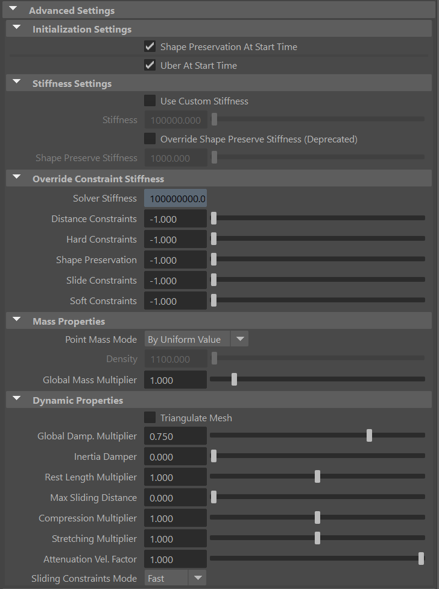 Advanced Settings
Initialization Settings
Shape Preservation At Start Time
Uber At Start Time
Stiffness Settings
Use Custom Stiffness
Stiffness 100000.000
Override Shape Preserve Stiffness (Deprecated)
Shape Preserve Stiffness 1000.000
Override Constraint Stiffness
Solver Stiffness 100000000.0
Distance Constraints -1.000
Hard Constraints -1.000
Shape Preservation -1.000
Slide Constraints -1.000
Soft Constraints -1.000
Mass Properties
Point Mass Mode By Uniform Value
Density 1100.000
Global Mass Multiplier 1.000
Dynamic Properties
Triangulate Mesh
Global Damp. Multiplier 0.750
Inertia Damper 0.000
Rest Length Multiplier 1.000
Max Sliding Distance 0.000
Compression Multiplier 1.000
Stretching Multiplier 1.000
Attenuation Vel. Factor 1.000
Sliding Constraints Mode Fast